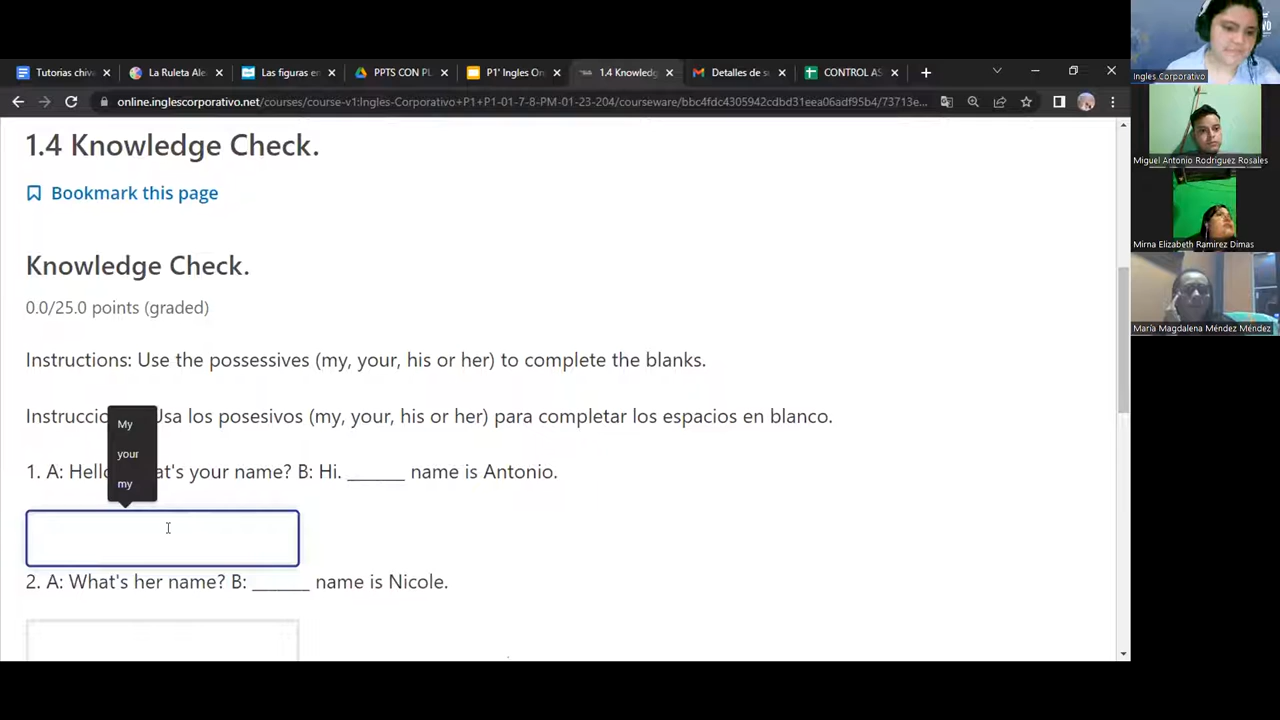 Tutorias chiva
La Ruleta Ale
Las figuras en
PPTS CON PL
P1' Ingles On
1.4 Knowledg
Detalles de su
CONTROL AS
online.inglescorporativo.net/courses/course-v1:Ingles-Corporativo+P1+P1-01-7-8-PM-01-23-204/courseware/bbc4fdc4305942cdbd31eea06adf95b4/73713e...
1.4 Knowledge Check.
Bookmark this page
Knowledge Check.
0.0/25.0 points (graded)
Instructions: Use the possessives (my, your, his or her) to complete the blanks.
Instruccio Usa los posesivos (my, your, his or her) para completar los espacios en blanco.
My
your
my
1. A: Hello at's your name? B: Hi. ______ name is Antonio.
2. A: What's her name? B: ______ name is Nicole.
Ingles Corporativo
Miguel Antonio Rodriguez Rosales
Mirna Elizabeth Ramirez Dimas
María Magdalena Méndez Méndez